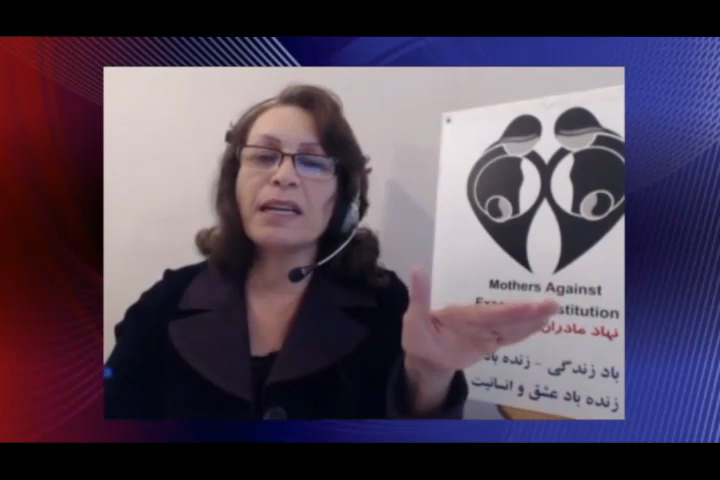 Mothers Against
نهاد مادران
باد زندگی - زنده باد
زنده باد عشق و انسانیت